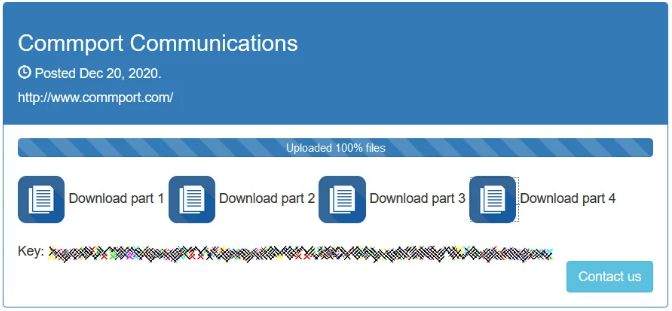 Commport Communications
Posted Dec 20, 2020.
http://www.commport.com/
Uploaded 100% files
Download part 1 Download part 2 Download part 3 Download part 4
Key:
Contact us